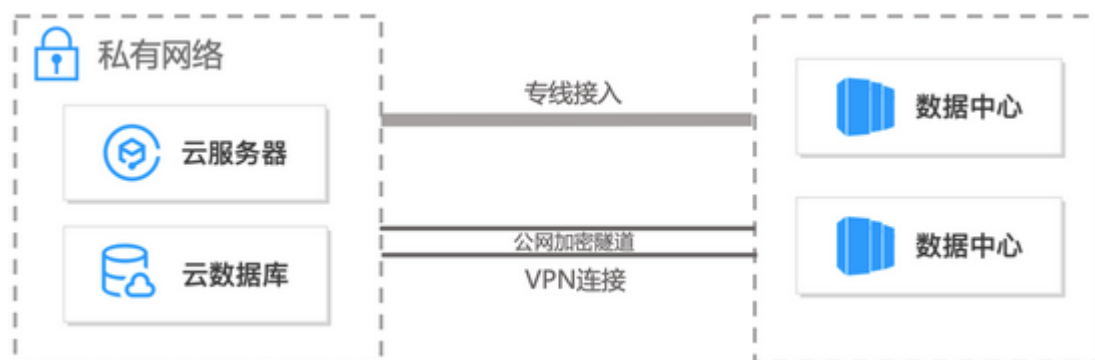 私有网络
云服务器
云数据库
专线接入
公网加密隧道
VPN连接
数据中心
数据中心